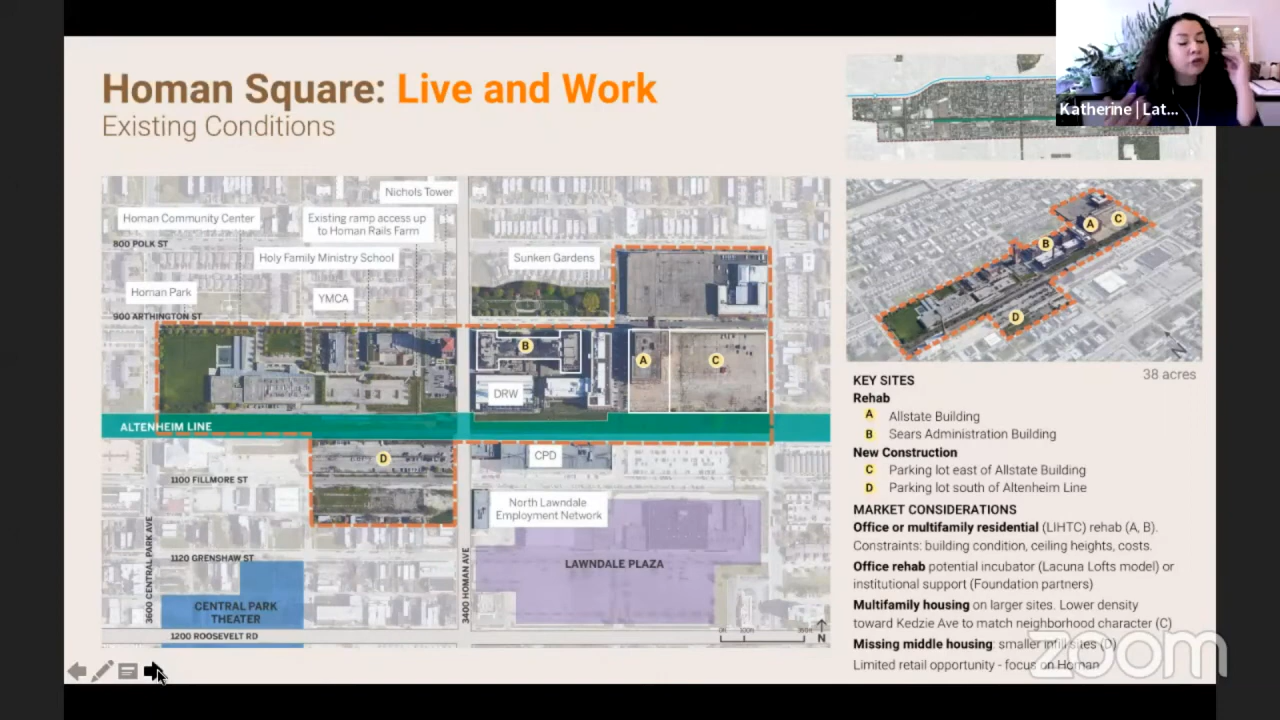 Homan Square: Live and Work
Existing Conditions
Katherine | Lat...
Nichols Tower
Homan Community Center
Existing ramp access up
to Homan Rails Farm
800 POLK ST
Holy Family Ministry School
Sunken Gardens
Homan Park
YMCA
900 ARTHINGTON ST
B
A
C
DRW
ALTENHEIM LINE
D
CPD
1100 FILLMORE ST
North Lawndale
Employment Network
1120 GRENSHAW ST
LAWNDALE PLAZA
3600 CENTRAL PARK AVE
3400 HOMAN AVE
CENTRAL PARK
THEATER
1200 ROOSEVELT RD
N
A
C
B
D
N
38 acres
KEY SITES
Rehab
A Allstate Building
B Sears Administration Building
New Construction
C Parking lot east of Allstate Building
D Parking lot south of Altenheim Line
MARKET CONSIDERATIONS
Office or multifamily residential (LIHTC) rehab (A, B).
Constraints: building condition, ceiling heights, costs.
Office rehab potential incubator (Lacuna Lofts model) or
institutional support (Foundation partners)
Multifamily housing on larger sites. Lower density
toward Kedzie Ave to match neighborhood character (C)
Missing middle housing: smaller infill sites (D)
Limited retail opportunity - focus on Homan
zoom